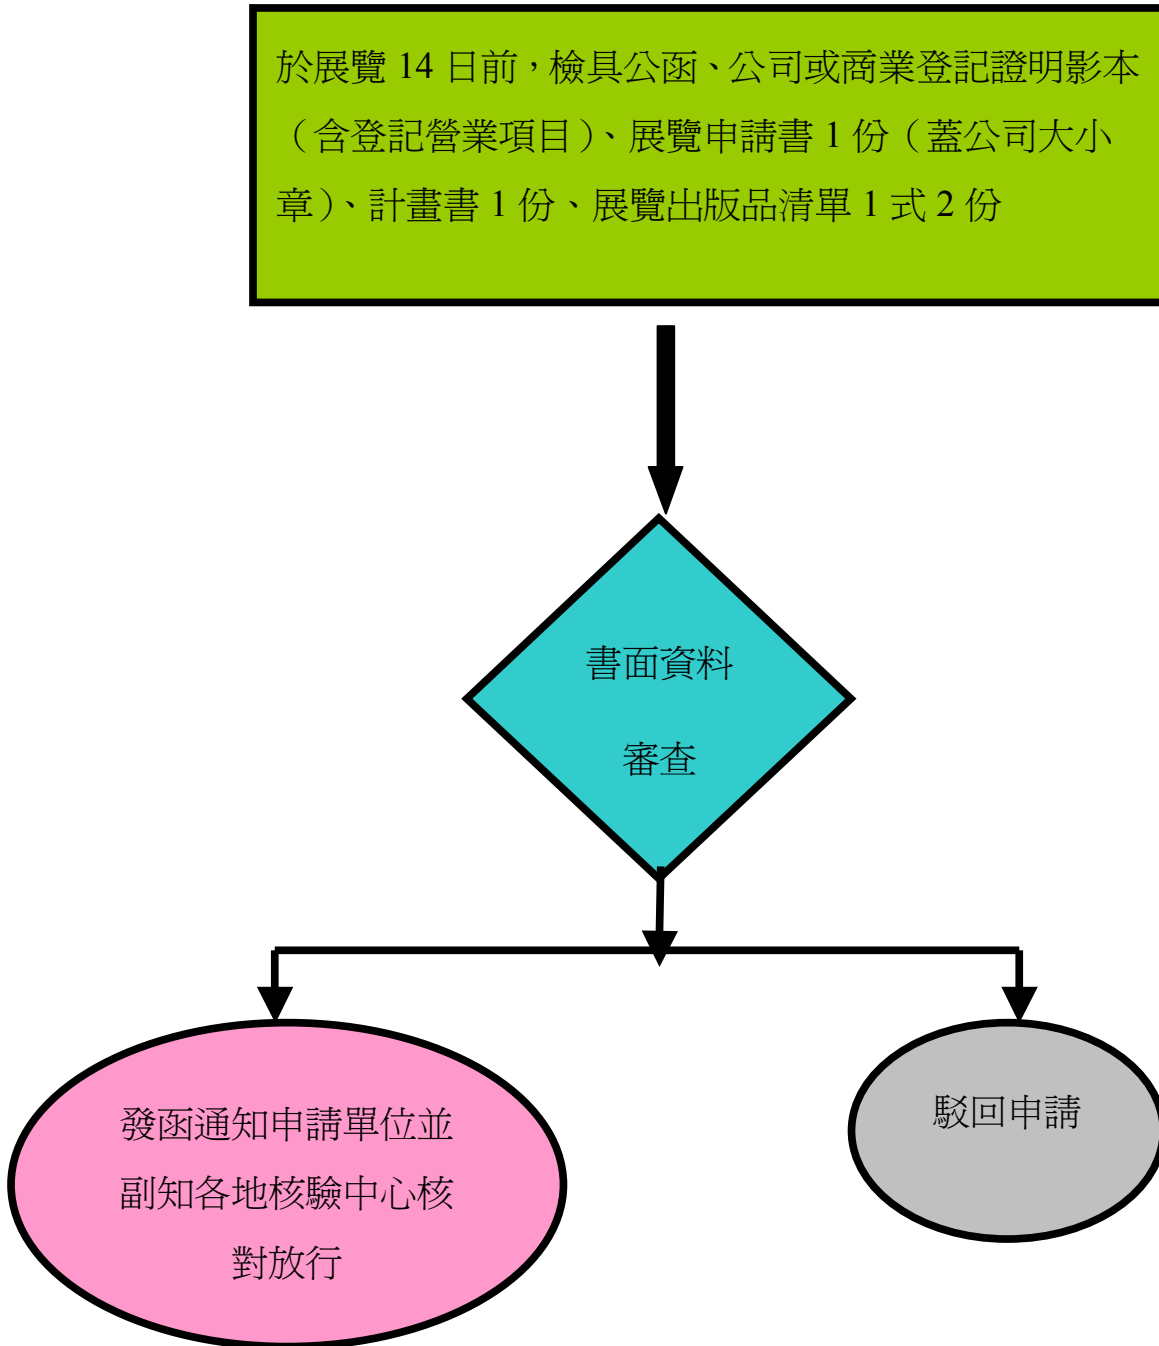 於展覽 14 日前，檢具公函、公司或商業登記證明影本
（含登記營業項目）、展覽申請書 1 份（蓋公司大小
章）、計畫書 1 份、展覽出版品清單 1 式 2 份
書面資料
審查
發函通知申請單位並
副知各地核驗中心核
對放行
駁回申請